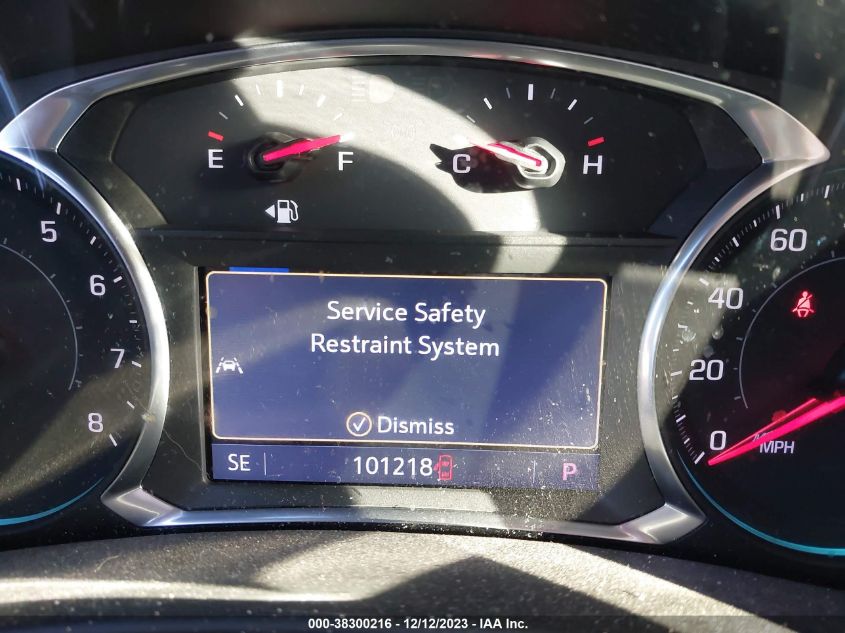 E F C H
5
6
7
8
60
40
20
0
MPH
Service Safety
Restraint System
Dismiss
SE 101218 P
000-38300216 - 12/12/2023 - IAA Inc.